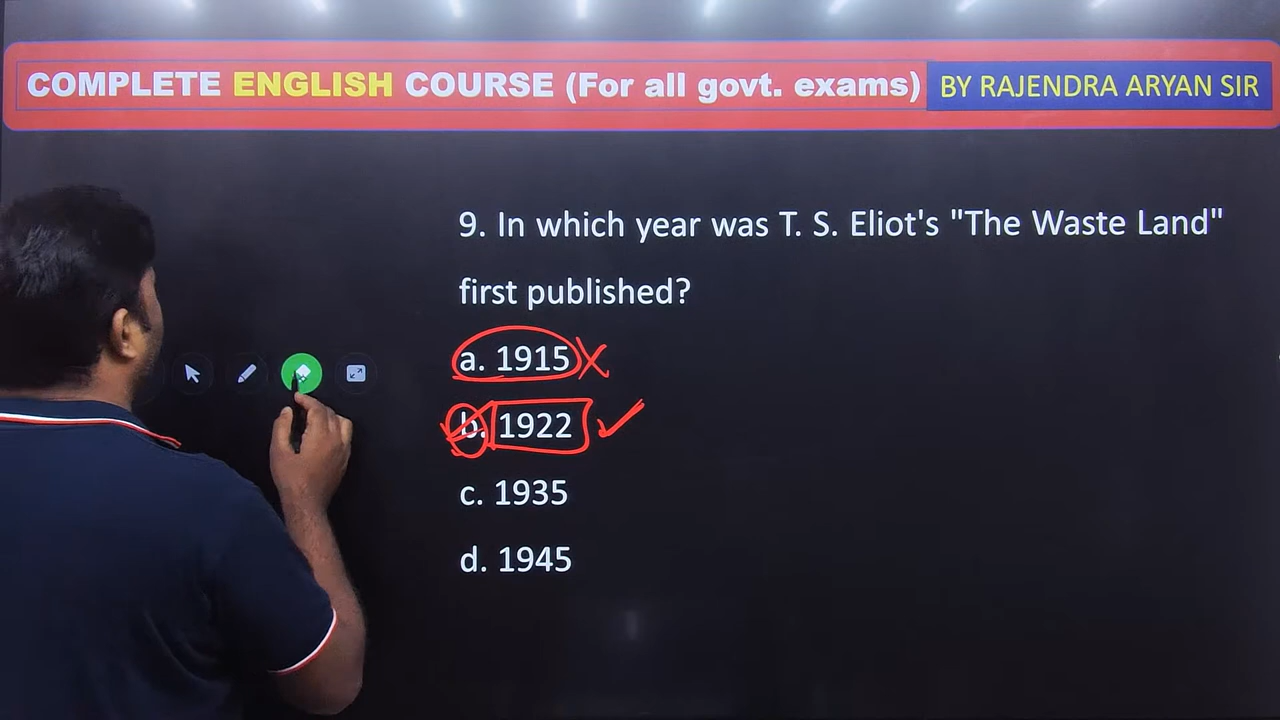 COMPLETE ENGLISH COURSE (For all govt. exams) BY RAJENDRA ARYAN SIR
9. In which year was T. S. Eliot's "The Waste Land"
first published?
a. 1915
b. 1922
c. 1935
d. 1945